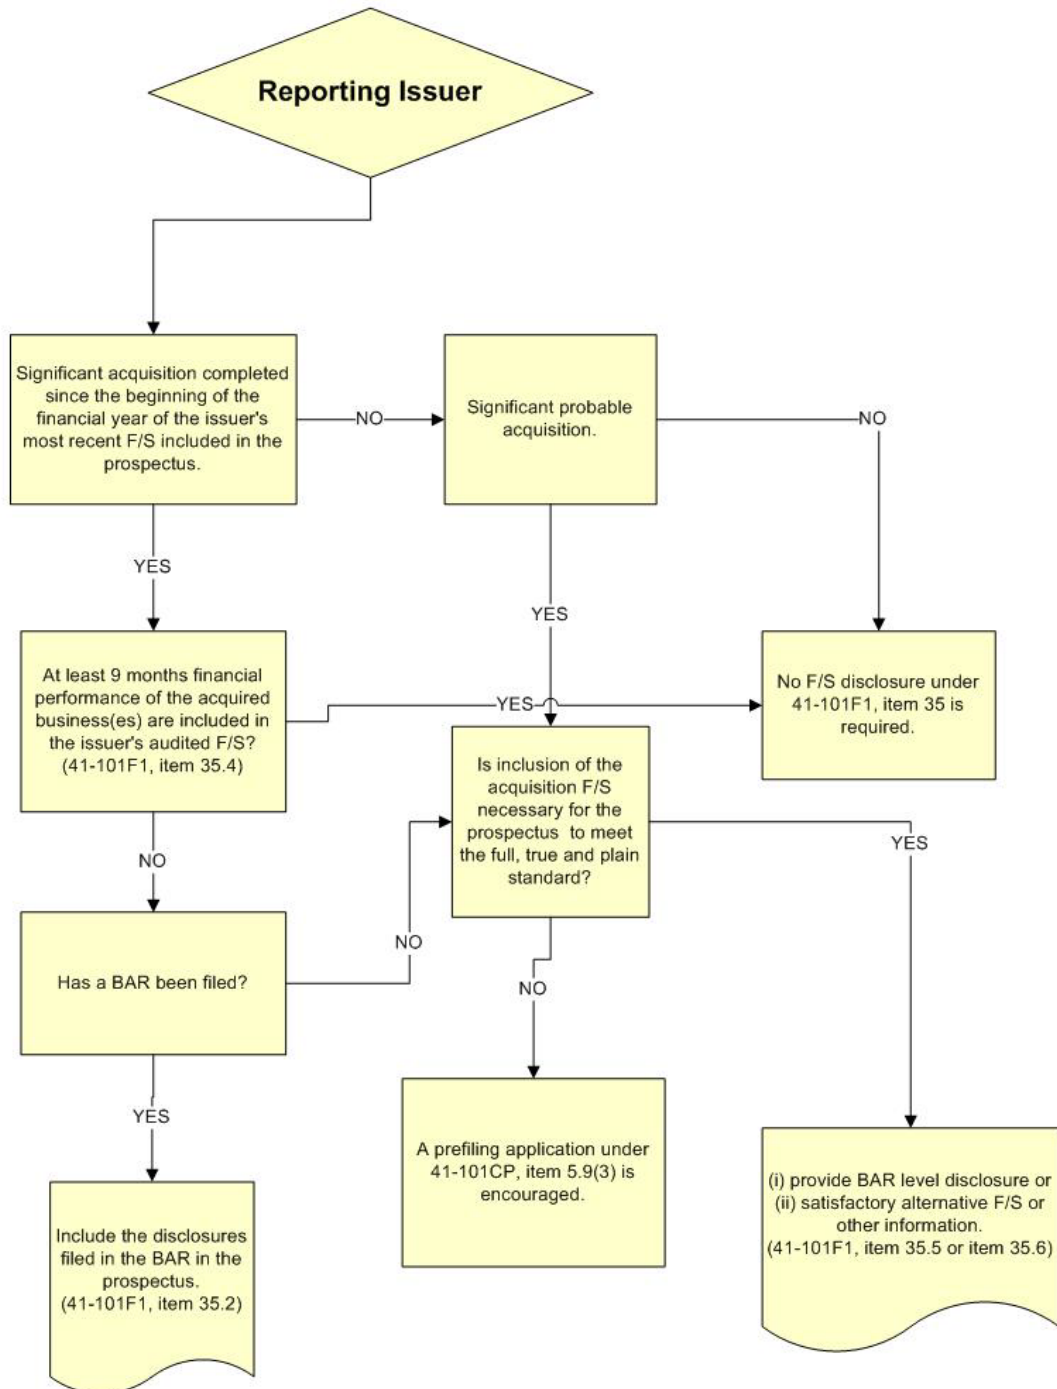 Reporting Issuer
Significant acquisition completed
since the beginning of the
financial year of the issuer's
most recent F/S included in the
prospectus.
NO
Significant probable
acquisition.
NO
YES
YES
At least 9 months financial
performance of the acquired
business(es) are included in
the issuer's audited F/S?
(41-101F1, item 35.4)
YES
No F/S disclosure under
41-101F1, item 35 is
required.
Is inclusion of the
acquisition F/S
necessary for the
prospectus to meet
the full, true and plain
standard?
NO
YES
Has a BAR been filed?
NO
NO
YES
A prefiling application under
41-101CP, item 5.9(3) is
encouraged.
(i) provide BAR level disclosure or
(ii) satisfactory alternative F/S or
other information.
(41-101F1, item 35.5 or item 35.6)
Include the disclosures
filed in the BAR in the
prospectus.
(41-101F1, item 35.2)